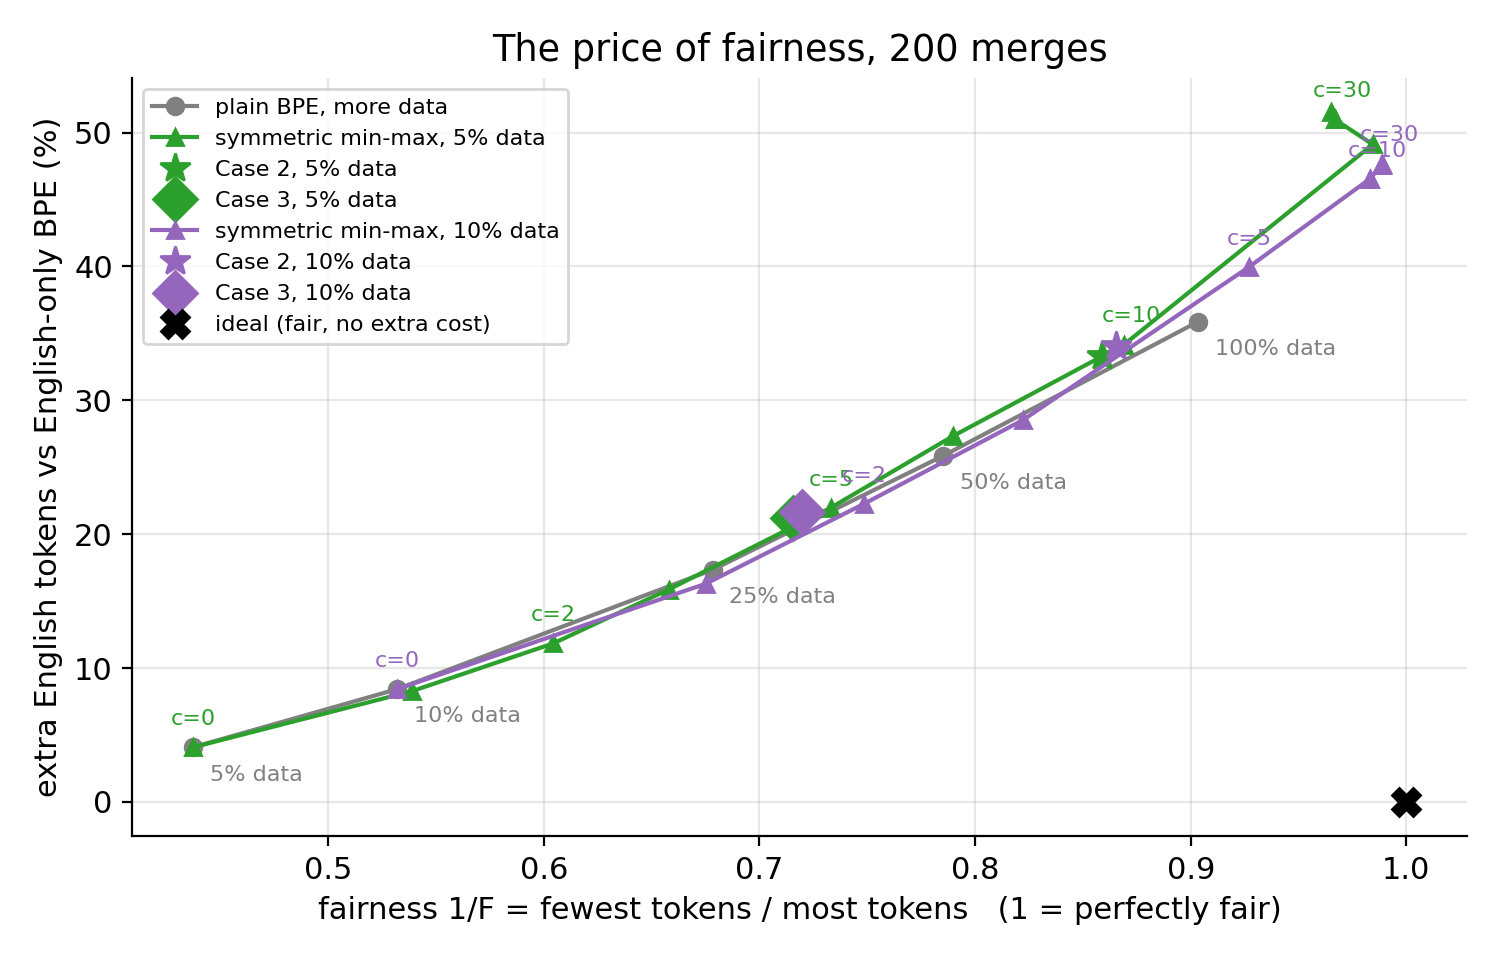 The price of fairness, 200 merges
extra English tokens vs English-only BPE (%)
50
40
30
20
10
0
plain BPE, more data
symmetric min-max, 5% data
Case 2, 5% data
Case 3, 5% data
symmetric min-max, 10% data
Case 2, 10% data
Case 3, 10% data
ideal (fair, no extra cost)
c=30
c=30
c=10
c=5
c=10
100% data
c=5
c=2
50% data
25% data
c=2
c=0
10% data
c=0
5% data
0.5
0.6
0.7
0.8
0.9
1.0
fairness 1/F = fewest tokens / most tokens (1 = perfectly fair)